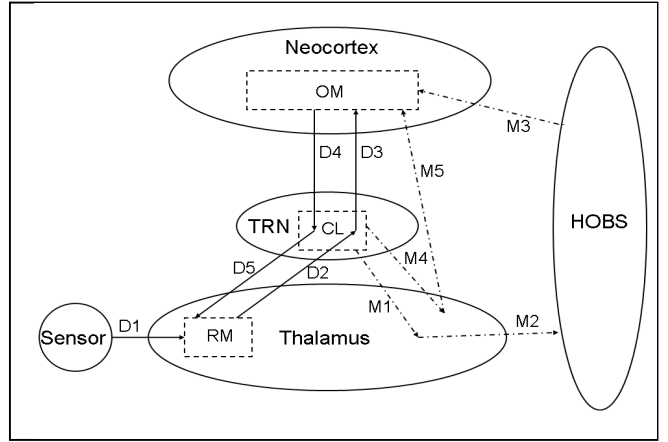 Neocortex
OM
M3
D4
D3
M5
TRN
CL
HOBS
D5
D2
M4
M1
M2
Sensor
D1
RM
Thalamus